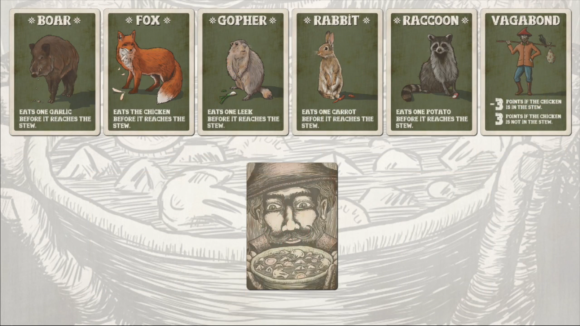 BOAR
EATS ONE GARLIC
BEFORE IT REACHES THE
STEW.
FOX
EATS THE CHICKEN
BEFORE IT REACHES THE
STEW.
GOPHER
EATS ONE LEEK
BEFORE IT REACHES THE
STEW.
RABBIT
EATS ONE CARROT
BEFORE IT REACHES THE
STEW.
RACCOON
EATS ONE POTATO
BEFORE IT REACHES THE
STEW.
VAGABOND
-3 POINTS IF THE CHICKEN
IS IN THE STEW.
3 POINTS IF THE CHICKEN
IS NOT IN THE STEW.